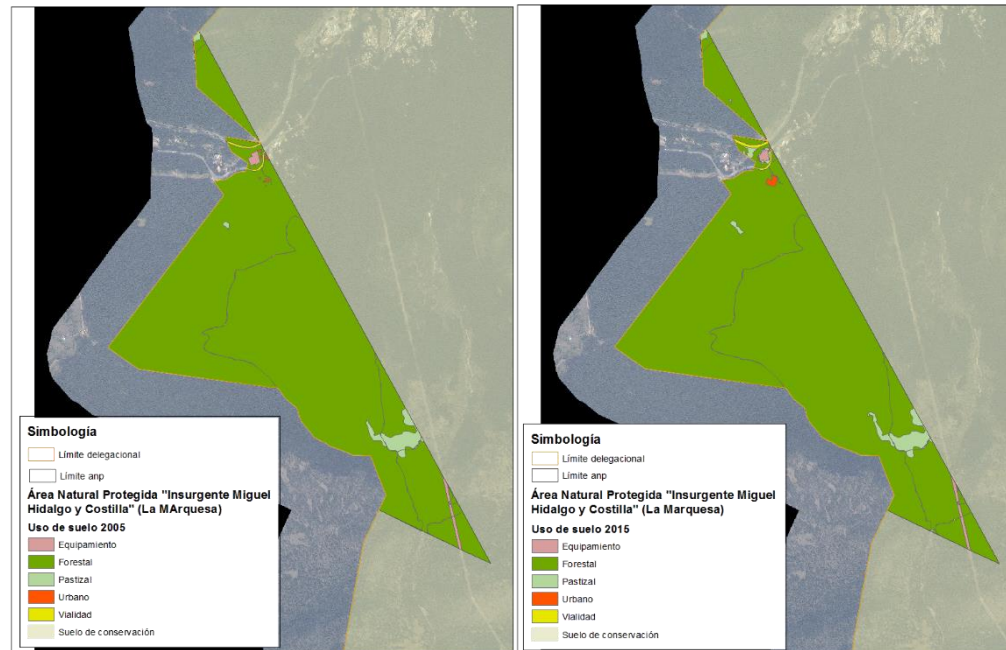 Simbología
Límite delegacional
Límite anp
Área Natural Protegida "Insurgente Miguel
Hidalgo y Costilla" (La MArquesa)
Uso de suelo 2005
Equipamiento
Forestal
Pastizal
Urbano
Vialidad
Suelo de conservación
Simbología
Límite delegacional
Límite anp
Área Natural Protegida "Insurgente Miguel
Hidalgo y Costilla" (La Marquesa)
Uso de suelo 2015
Equipamiento
Forestal
Pastizal
Urbano
Vialidad
Suelo de conservación